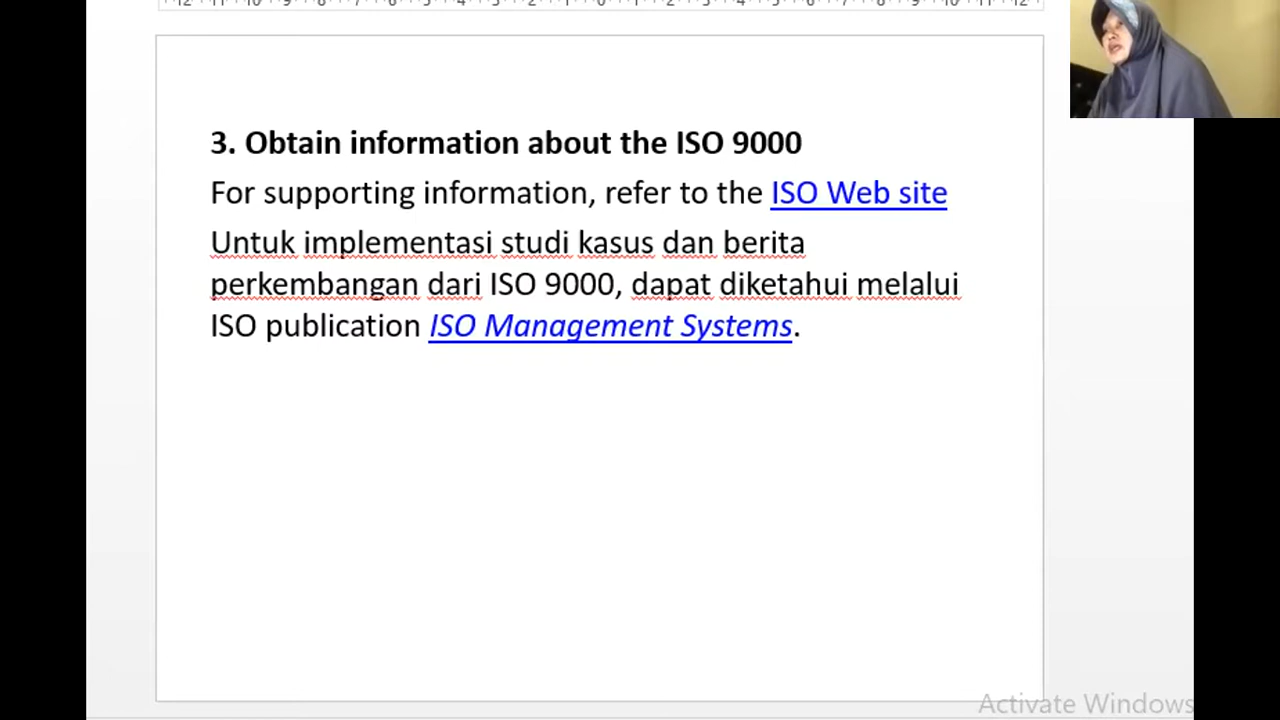 3. Obtain information about the ISO 9000
For supporting information, refer to the ISO Web site
Untuk implementasi studi kasus dan berita
perkembangan dari ISO 9000, dapat diketahui melalui
ISO publication ISO Management Systems.
Activate Windows